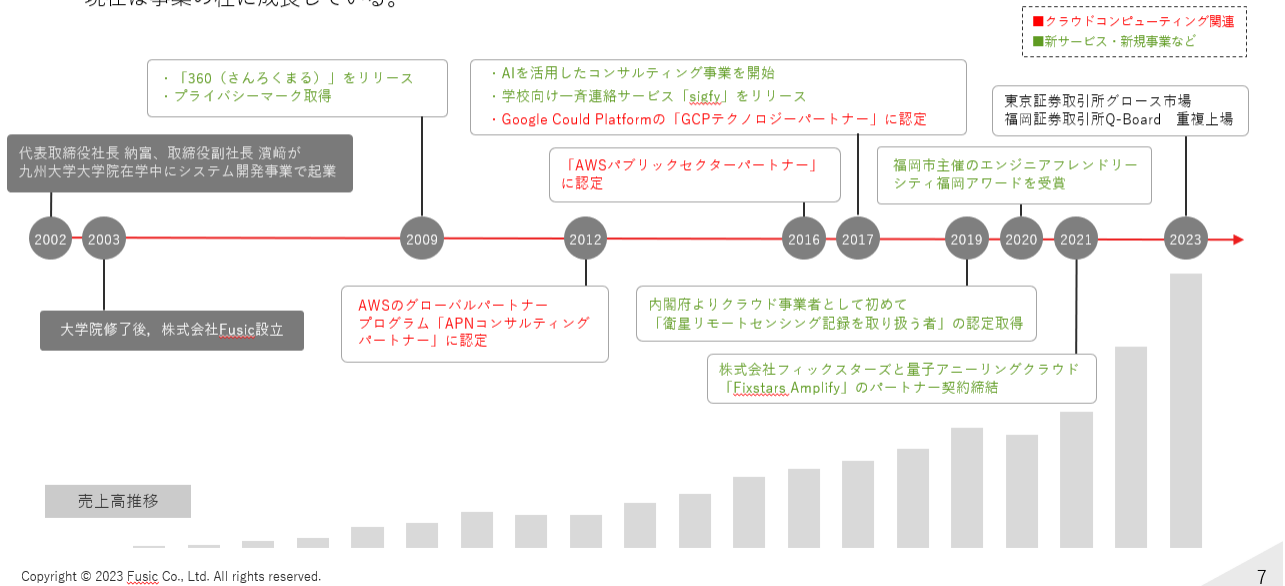 現在は事業の柱に成長している。
■クラウドコンピューティング関連
■新サービス・新規事業など
・「360（さんろくまる）」をリリース
・プライバシーマーク取得
・AIを活用したコンサルティング事業を開始
・学校向け一斉連絡サービス「sigfy」をリリース
・Google Could Platformの「GCPテクノロジーパートナー」に認定
東京証券取引所グロース市場
福岡証券取引所Q-Board　重複上場
代表取締役社長 納富、取締役副社長 濱﨑が
九州大学大学院在学中にシステム開発事業で起業
「AWSパブリックセクターパートナー」
に認定
福岡市主催のエンジニアフレンドリー
シティ福岡アワードを受賞
2002 2003 2009 2012 2016 2017 2019 2020 2021 2023
大学院修了後，株式会社Fusic設立
AWSのグローバルパートナー
プログラム「APNコンサルティング
パートナー」に認定
内閣府よりクラウド事業者として初めて
「衛星リモートセンシング記録を取り扱う者」の認定取得
株式会社フィックスターズと量子アニーリングクラウド
「Fixstars Amplify」のパートナー契約締結
売上高推移
Copyright © 2023 Fusic Co., Ltd. All rights reserved.
7